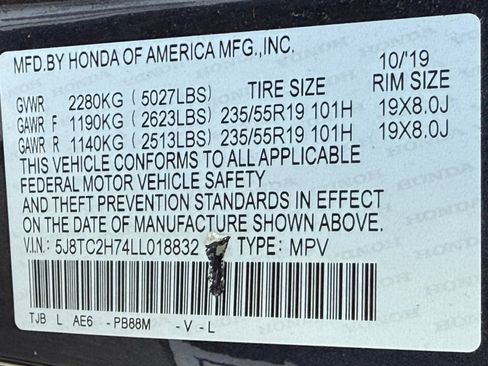 MFD.BY HONDA OF AMERICA MFG.,INC. 10/'19
GVWR 2280KG (5027LBS) TIRE SIZE RIM SIZE
GAWR F 1190KG (2623LBS) 235/55R19 101H 19X8.0J
GAWR R 1140KG (2513LBS) 235/55R19 101H 19X8.0J
THIS VEHICLE CONFORMS TO ALL APPLICABLE
FEDERAL MOTOR VEHICLE SAFETY
AND THEFT PREVENTION STANDARDS IN EFFECT
ON THE DATE OF MANUFACTURE SHOWN ABOVE.
V.I.N.: 5J8TC2H74LL018832 TYPE: MPV
TJB L AE6 -PB88M -V-L